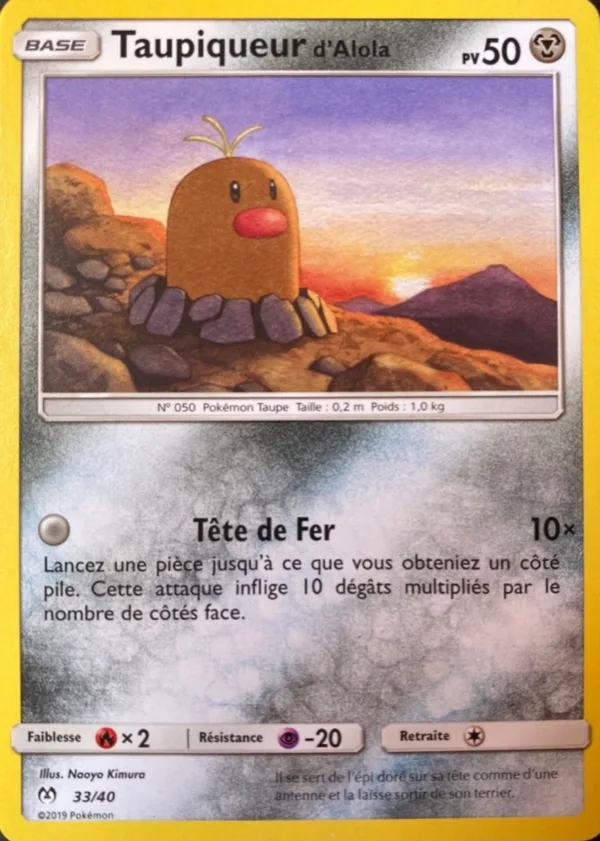 BASE Taupiqueur d'Alola PV 50
N° 050 Pokémon Taupe Taille : 0,2 m Poids : 1,0 kg
Tête de Fer 10×
Lancez une pièce jusqu'à ce que vous obteniez un côté
pile. Cette attaque inflige 10 dégâts multipliés par le
nombre de côtés face.
Faiblesse × 2 Résistance -20 Retraite
Illus. Naoyo Kimura
33/40
©2019 Pokémon
Il se sert de l'épi doré sur sa tête comme d'une
antenne et la laisse sortir de son terrier.